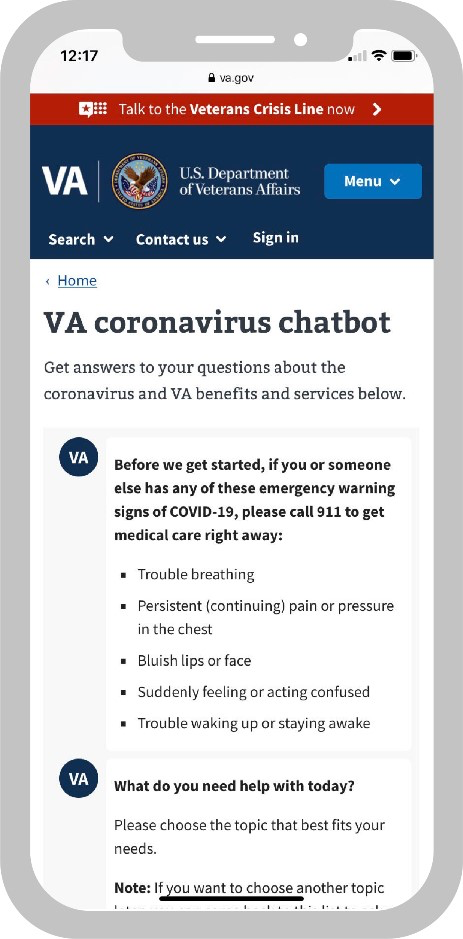 12:17
va.gov
Talk to the Veterans Crisis Line now
VA
U.S. Department
of Veterans Affairs
Menu
Search
Contact us
Sign in
‹ Home
VA coronavirus chatbot
Get answers to your questions about the
coronavirus and VA benefits and services below.
VA
Before we get started, if you or someone
else has any of these emergency warning
signs of COVID-19, please call 911 to get
medical care right away:
▪ Trouble breathing
▪ Persistent (continuing) pain or pressure
in the chest
▪ Bluish lips or face
▪ Suddenly feeling or acting confused
▪ Trouble waking up or staying awake
VA
What do you need help with today?
Please choose the topic that best fits your
needs.
Note: If you want to choose another topic